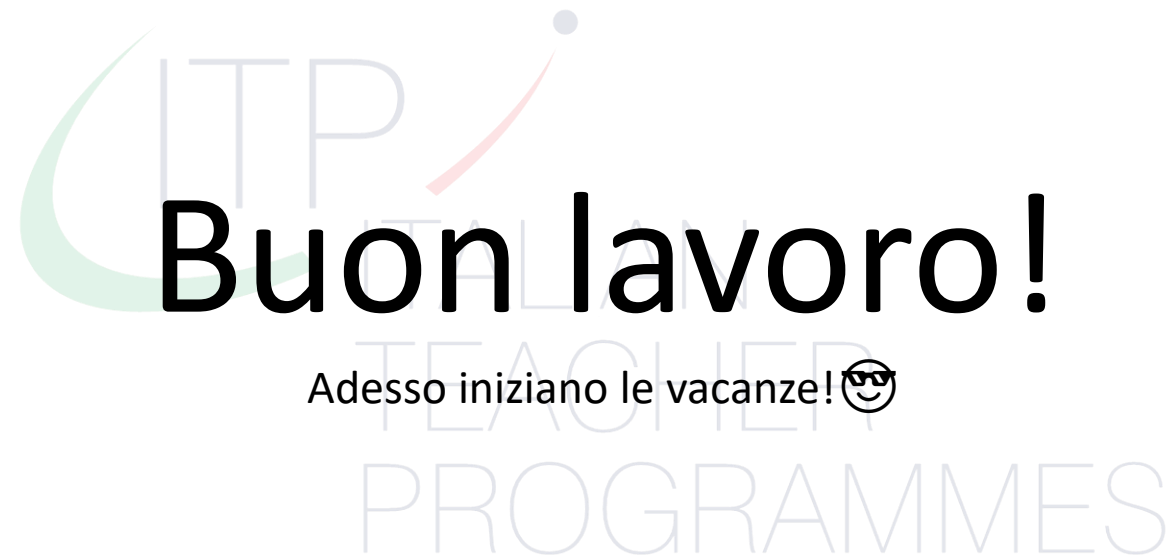 ITP
Buon lavoro!
ITALIAN
Adesso iniziano le vacanze!😎
TEACHER
PROGRAMMES